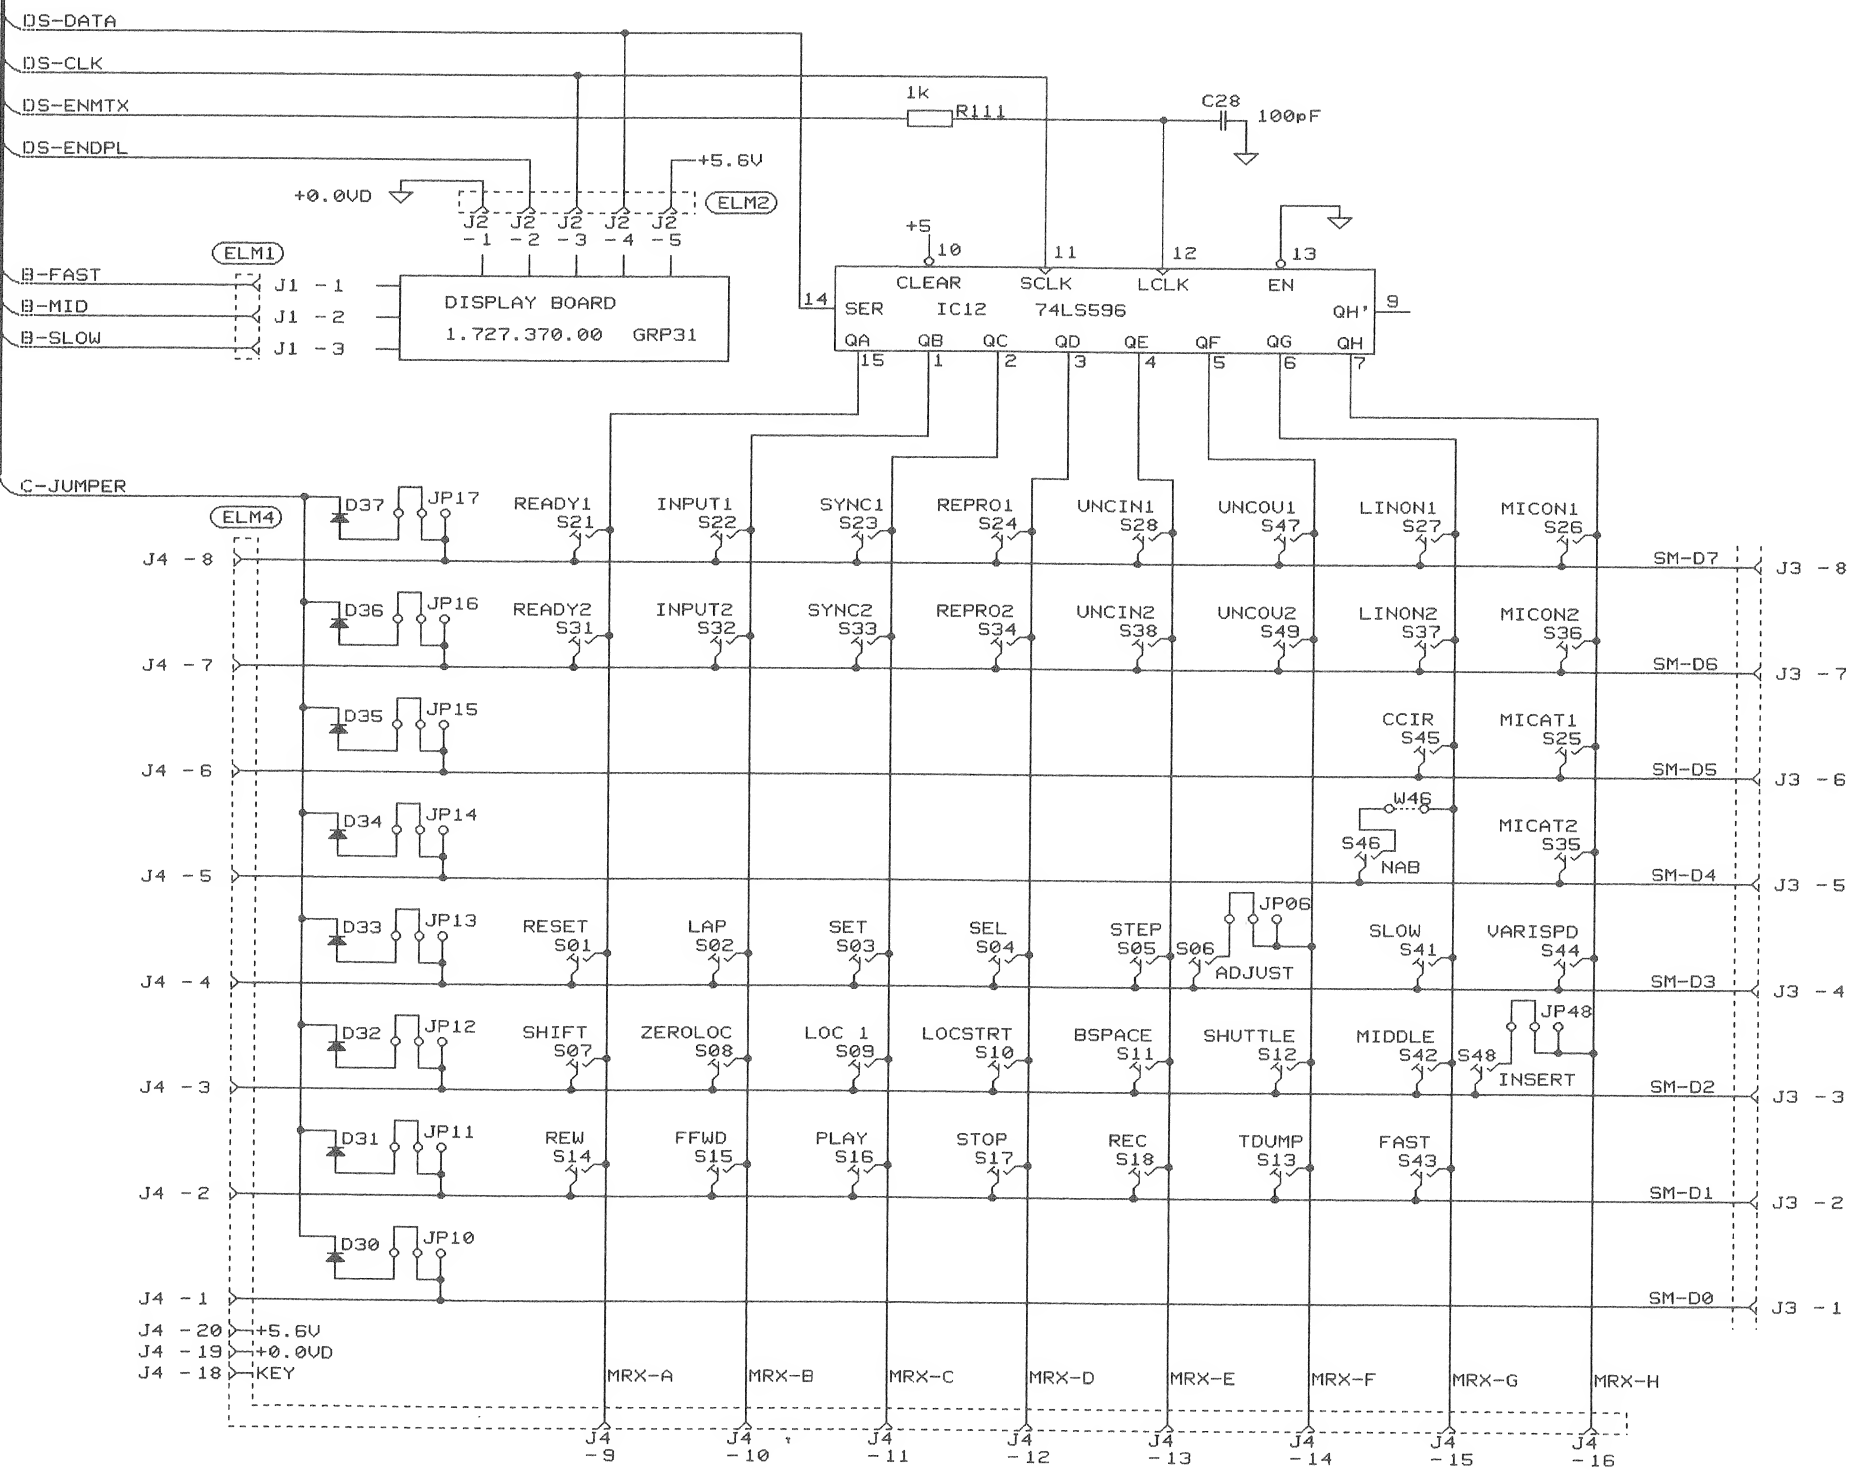 DS-DATA
DS-CLK
DS-ENMTX
1k
R111
C28
100pF
DS-ENDPL
+5.6V
+0.0VD
ELM2
J2 J2 J2 J2 J2
-1 -2 -3 -4 -5
+5
10
11
12
13
ELM1
B-FAST
J1 -1
B-MID
J1 -2
B-SLOW
J1 -3
DISPLAY BOARD
1.727.370.00 GRP31
CLEAR SCLK LCLK EN
14
SER IC12 74LS596 QH'
9
QA QB QC QD QE QF QG QH
15 1 2 3 4 5 6 7
C-JUMPER
ELM4
D37 JP17
READY1 INPUT1 SYNC1 REPRO1 UNCIN1 UNCOU1 LINON1 MICON1
S21 S22 S23 S24 S28 S47 S27 S26
J4 -8
SM-D7
J3 -8
D36 JP16
READY2 INPUT2 SYNC2 REPRO2 UNCIN2 UNCOU2 LINON2 MICON2
S31 S32 S33 S34 S38 S49 S37 S36
J4 -7
SM-D6
J3 -7
D35 JP15
CCIR MICAT1
S45 S25
J4 -6
SM-D5
J3 -6
D34 JP14
W46
MICAT2
S46 S35
NAB
J4 -5
SM-D4
J3 -5
D33 JP13
JP06
RESET LAP SET SEL STEP SLOW VARISPD
S01 S02 S03 S04 S05 S06 S41 S44
ADJUST
J4 -4
SM-D3
J3 -4
D32 JP12
JP48
SHIFT ZEROLOC LOC 1 LOCSTRT BSPACE SHUTTLE MIDDLE
S07 S08 S09 S10 S11 S12 S42 S48
INSERT
J4 -3
SM-D2
J3 -3
D31 JP11
REW FFWD PLAY STOP REC TDUMP FAST
S14 S15 S16 S17 S18 S13 S43
J4 -2
SM-D1
J3 -2
D30 JP10
J4 -1
SM-D0
J3 -1
J4 -20 +5.6V
J4 -19 +0.0VD
J4 -18 KEY
MRX-A MRX-B MRX-C MRX-D MRX-E MRX-F MRX-G MRX-H
J4 J4 J4 J4 J4 J4 J4 J4
-9 -10 -11 -12 -13 -14 -15 -16